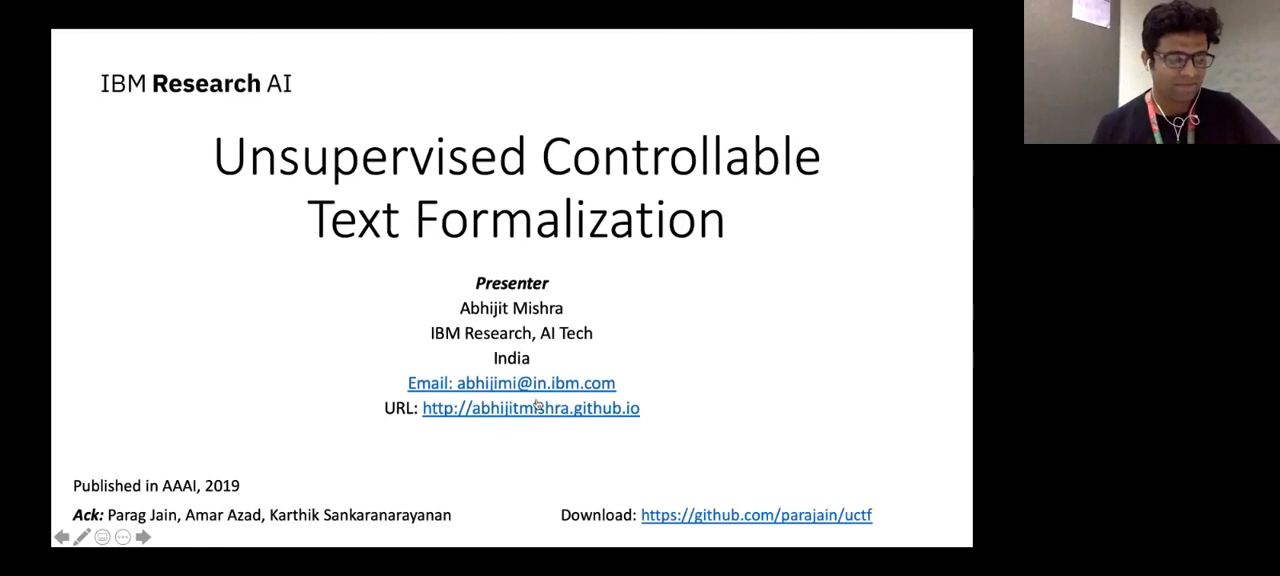 IBM Research AI
Unsupervised Controllable
Text Formalization
Presenter
Abhijit Mishra
IBM Research, AI Tech
India
Email: abhijimi@in.ibm.com
URL: http://abhijitmishra.github.io
Published in AAAI, 2019
Ack: Parag Jain, Amar Azad, Karthik Sankaranarayanan
Download: https://github.com/parajain/uctf